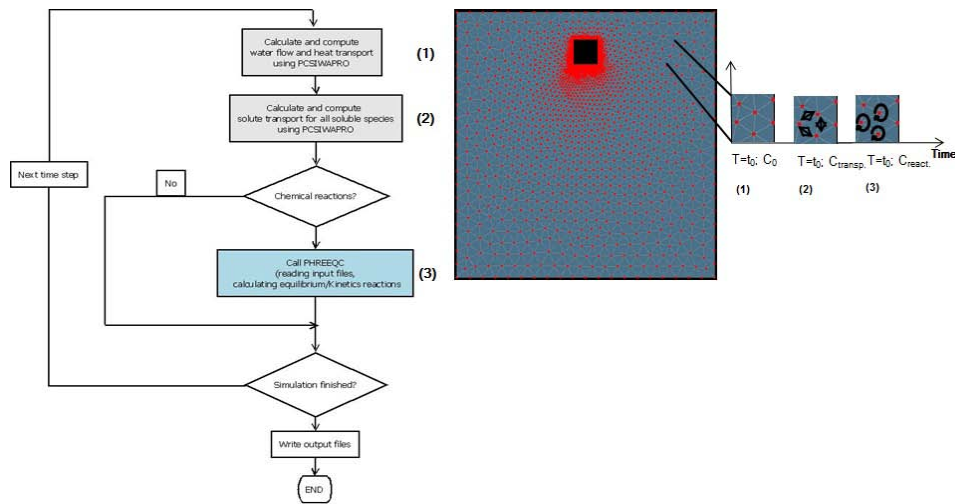 Calculate and compute
water flow and heat transport
using PCSIWAPRO
(1)
Calculate and compute
solute transport for all soluble species
using PCSIWAPRO
(2)
Next time step
No
Chemical reactions?
Call PHREEQC
(reading input files,
calculating equilibrium/Kinetics reactions
(3)
Simulation finished?
Write output files
END
Time
T=t₀; C₀
T=t₀; Ctransp.
T=t₀; Creact.
(1)
(2)
(3)